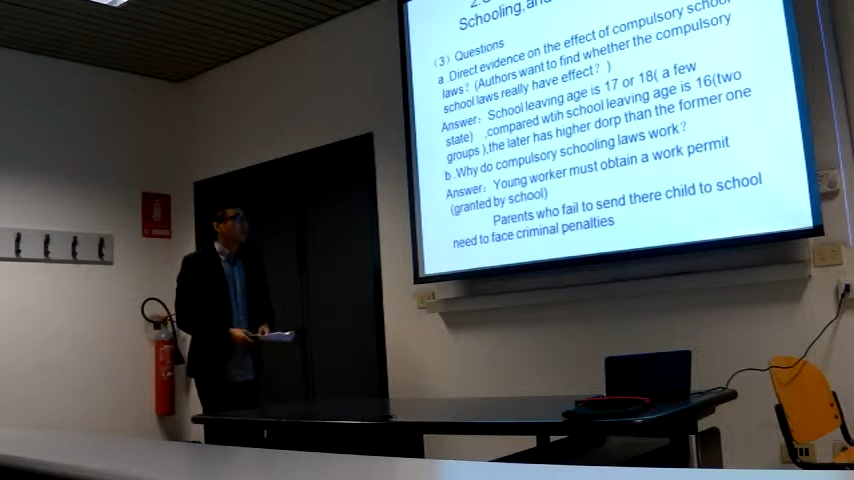 Schooling,and
(3) Questions
a .Direct evidence on the effect of compulsory school
laws? (Authors want to find whether the compulsory
school laws really have effect? )
Answer: School leaving age is 17 or 18( a few
state) ,compared wtih school leaving age is 16(two
groups ),the later has higher dorp than the former one
b .Why do compulsory schooling laws work?
Answer: Young worker must obtain a work permit
(granted by school)
Parents who fail to send there child to school
need to face criminal penalties